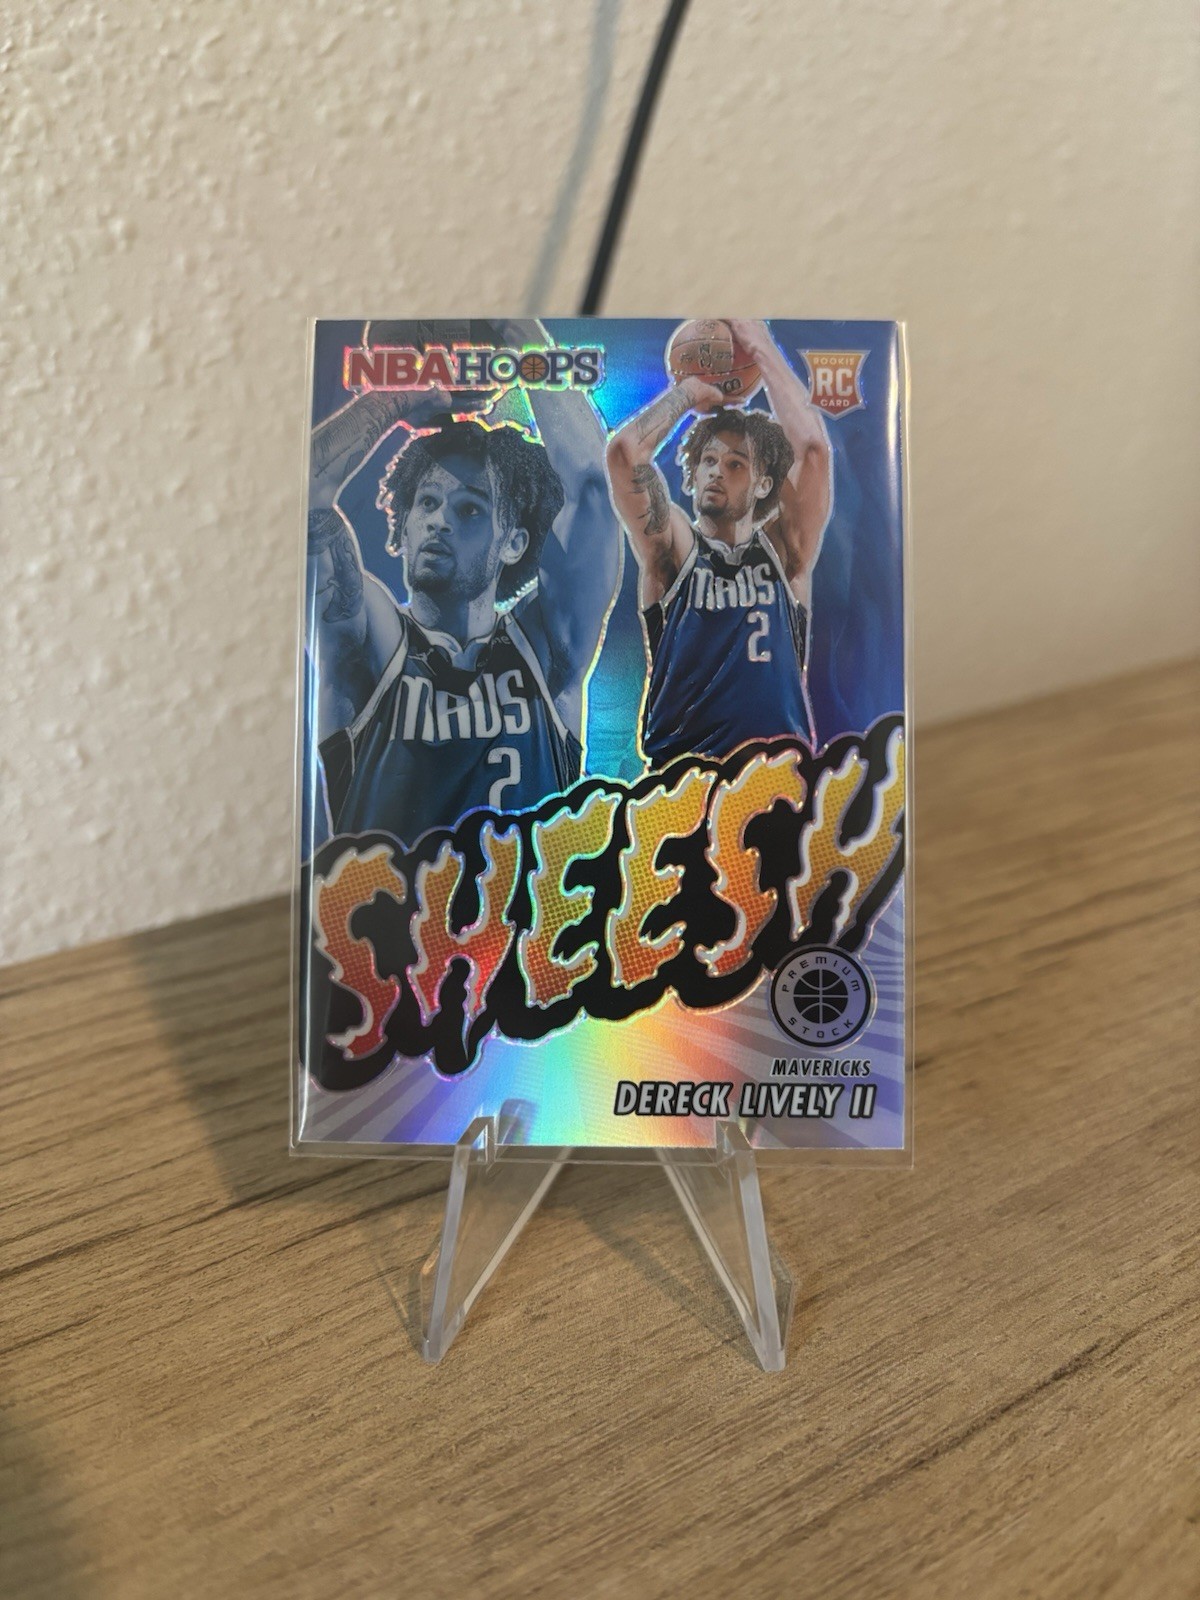 NBA HOOPS
ROOKIE
RC
CARD
MAVS
2
MAVS
2
SHEESH
PREMIUM
STOCK
MAVERICKS
DERECK LIVELY II